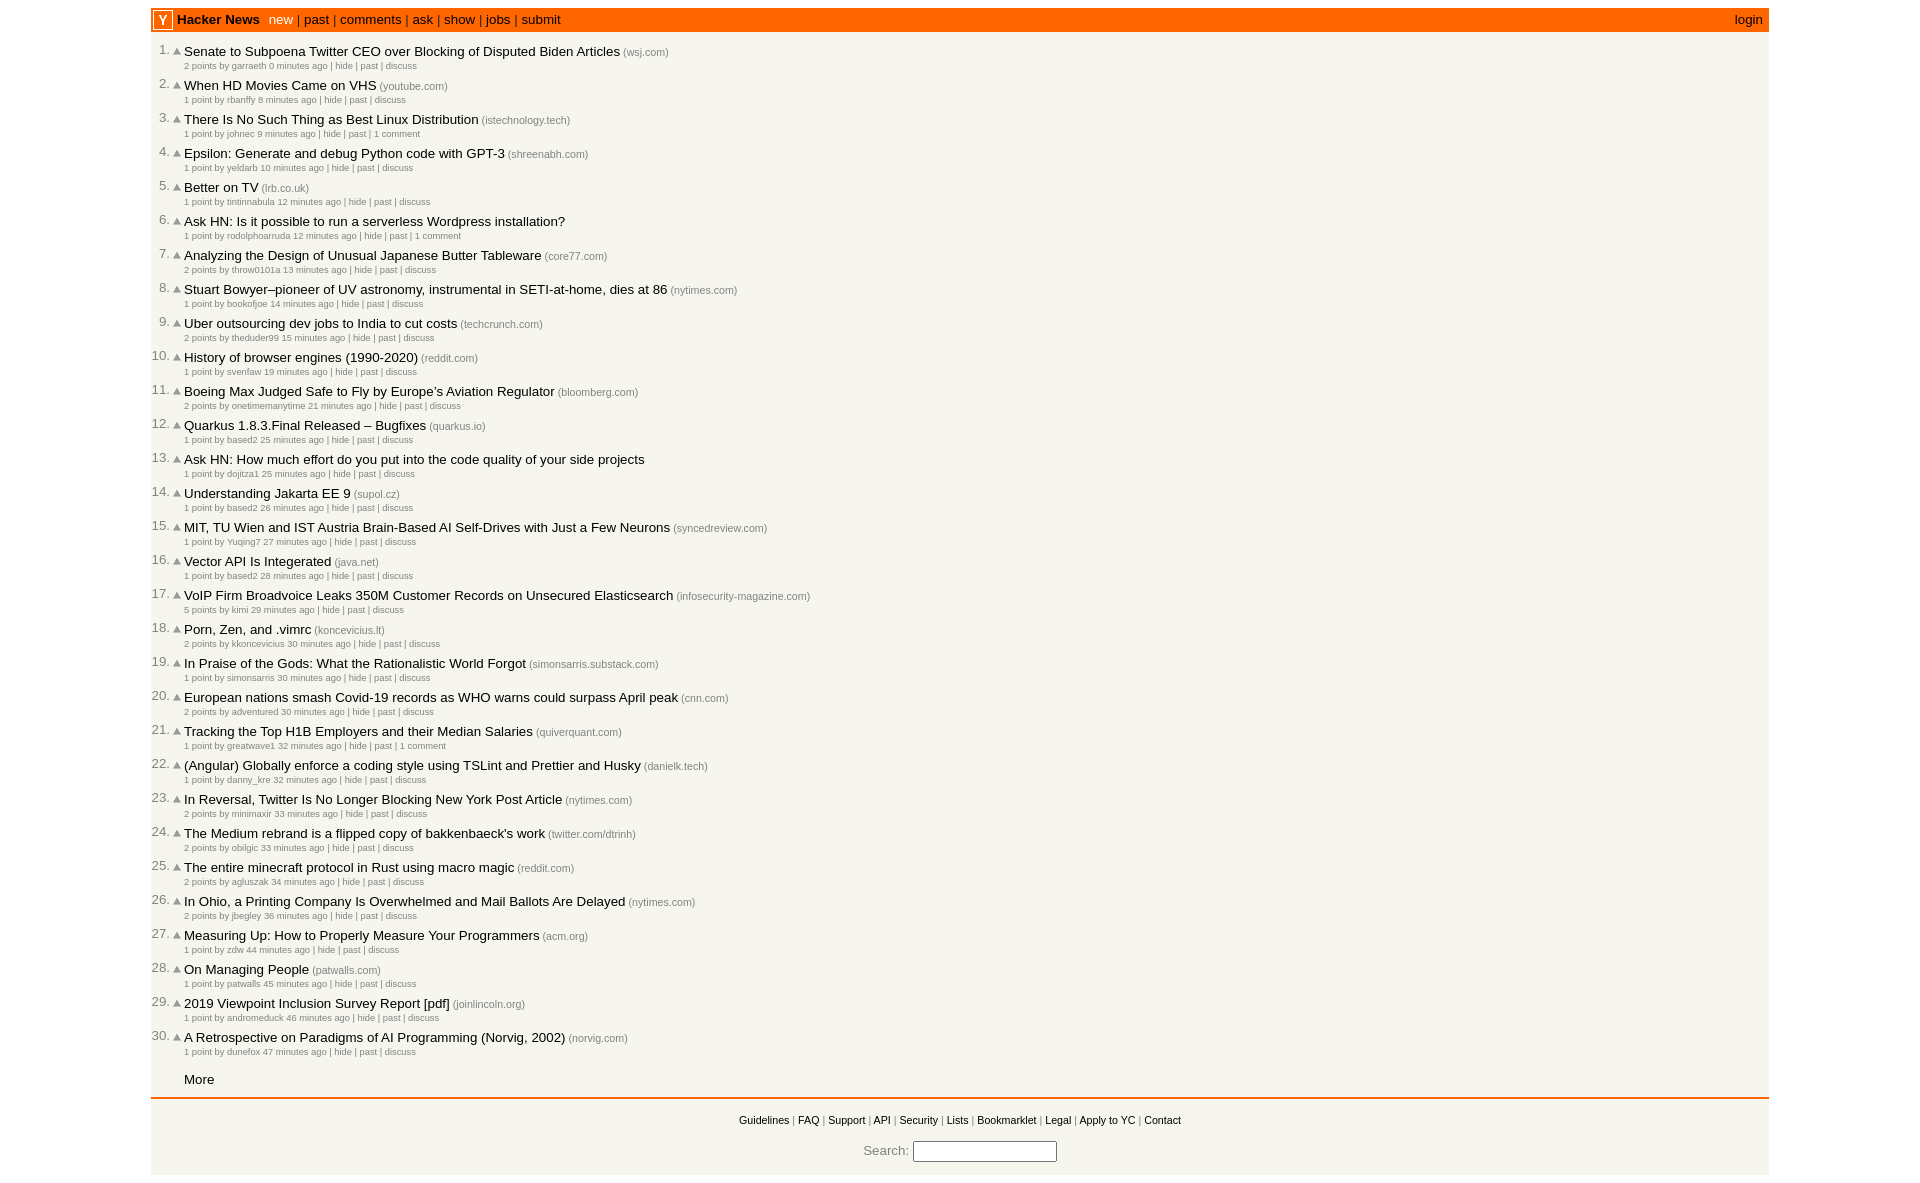 Y Hacker News new | past | comments | ask | show | jobs | submit login
1. Senate to Subpoena Twitter CEO over Blocking of Disputed Biden Articles (wsj.com)
2 points by garraeth 0 minutes ago | hide | past | discuss
2. When HD Movies Came on VHS (youtube.com)
1 point by rbanffy 8 minutes ago | hide | past | discuss
3. There Is No Such Thing as Best Linux Distribution (istechnology.tech)
1 point by johnec 9 minutes ago | hide | past | 1 comment
4. Epsilon: Generate and debug Python code with GPT-3 (shreenabh.com)
1 point by yeldarb 10 minutes ago | hide | past | discuss
5. Better on TV (lrb.co.uk)
1 point by tintinnabula 12 minutes ago | hide | past | discuss
6. Ask HN: Is it possible to run a serverless Wordpress installation?
1 point by rodolphoarruda 12 minutes ago | hide | past | 1 comment
7. Analyzing the Design of Unusual Japanese Butter Tableware (core77.com)
2 points by throw0101a 13 minutes ago | hide | past | discuss
8. Stuart Bowyer–pioneer of UV astronomy, instrumental in SETI-at-home, dies at 86 (nytimes.com)
1 point by bookofjoe 14 minutes ago | hide | past | discuss
9. Uber outsourcing dev jobs to India to cut costs (techcrunch.com)
2 points by theduder99 15 minutes ago | hide | past | discuss
10. History of browser engines (1990-2020) (reddit.com)
1 point by svenfaw 19 minutes ago | hide | past | discuss
11. Boeing Max Judged Safe to Fly by Europe’s Aviation Regulator (bloomberg.com)
2 points by onetimemanytime 21 minutes ago | hide | past | discuss
12. Quarkus 1.8.3.Final Released – Bugfixes (quarkus.io)
1 point by based2 25 minutes ago | hide | past | discuss
13. Ask HN: How much effort do you put into the code quality of your side projects
1 point by dojitza1 25 minutes ago | hide | past | discuss
14. Understanding Jakarta EE 9 (supol.cz)
1 point by based2 26 minutes ago | hide | past | discuss
15. MIT, TU Wien and IST Austria Brain-Based AI Self-Drives with Just a Few Neurons (syncedreview.com)
1 point by Yuqing7 27 minutes ago | hide | past | discuss
16. Vector API Is Integerated (java.net)
1 point by based2 28 minutes ago | hide | past | discuss
17. VoIP Firm Broadvoice Leaks 350M Customer Records on Unsecured Elasticsearch (infosecurity-magazine.com)
5 points by kimi 29 minutes ago | hide | past | discuss
18. Porn, Zen, and .vimrc (koncevicius.lt)
2 points by kkoncevicius 30 minutes ago | hide | past | discuss
19. In Praise of the Gods: What the Rationalistic World Forgot (simonsarris.substack.com)
1 point by simonsarris 30 minutes ago | hide | past | discuss
20. European nations smash Covid-19 records as WHO warns could surpass April peak (cnn.com)
2 points by adventured 30 minutes ago | hide | past | discuss
21. Tracking the Top H1B Employers and their Median Salaries (quiverquant.com)
1 point by greatwave1 32 minutes ago | hide | past | 1 comment
22. (Angular) Globally enforce a coding style using TSLint and Prettier and Husky (danielk.tech)
1 point by danny_kre 32 minutes ago | hide | past | discuss
23. In Reversal, Twitter Is No Longer Blocking New York Post Article (nytimes.com)
2 points by minimaxir 33 minutes ago | hide | past | discuss
24. The Medium rebrand is a flipped copy of bakkenbaeck's work (twitter.com/dtrinh)
2 points by obilgic 33 minutes ago | hide | past | discuss
25. The entire minecraft protocol in Rust using macro magic (reddit.com)
2 points by agluszak 34 minutes ago | hide | past | discuss
26. In Ohio, a Printing Company Is Overwhelmed and Mail Ballots Are Delayed (nytimes.com)
2 points by jbegley 36 minutes ago | hide | past | discuss
27. Measuring Up: How to Properly Measure Your Programmers (acm.org)
1 point by zdw 44 minutes ago | hide | past | discuss
28. On Managing People (patwalls.com)
1 point by patwalls 45 minutes ago | hide | past | discuss
29. 2019 Viewpoint Inclusion Survey Report [pdf] (joinlincoln.org)
1 point by andromeduck 46 minutes ago | hide | past | discuss
30. A Retrospective on Paradigms of AI Programming (Norvig, 2002) (norvig.com)
1 point by dunefox 47 minutes ago | hide | past | discuss
More
Guidelines | FAQ | Support | API | Security | Lists | Bookmarklet | Legal | Apply to YC | Contact
Search: